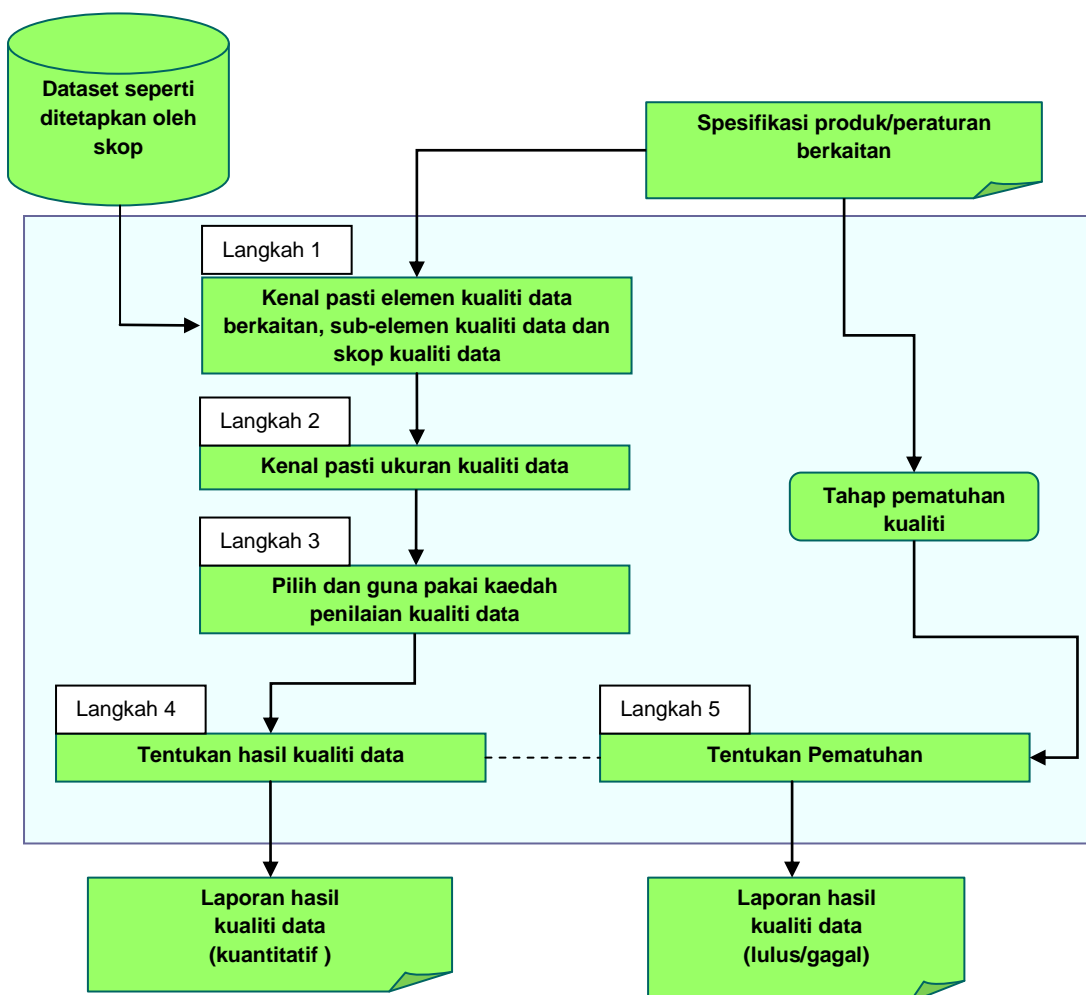 Dataset seperti
ditetapkan oleh
skop
Spesifikasi produk/peraturan
berkaitan
Langkah 1
Kenal pasti elemen kualiti data
berkaitan, sub-elemen kualiti data dan
skop kualiti data
Langkah 2
Kenal pasti ukuran kualiti data
Tahap pematuhan
kualiti
Langkah 3
Pilih dan guna pakai kaedah
penilaian kualiti data
Langkah 4
Tentukan hasil kualiti data
Langkah 5
Tentukan Pematuhan
Laporan hasil
kualiti data
(kuantitatif )
Laporan hasil
kualiti data
(lulus/gagal)